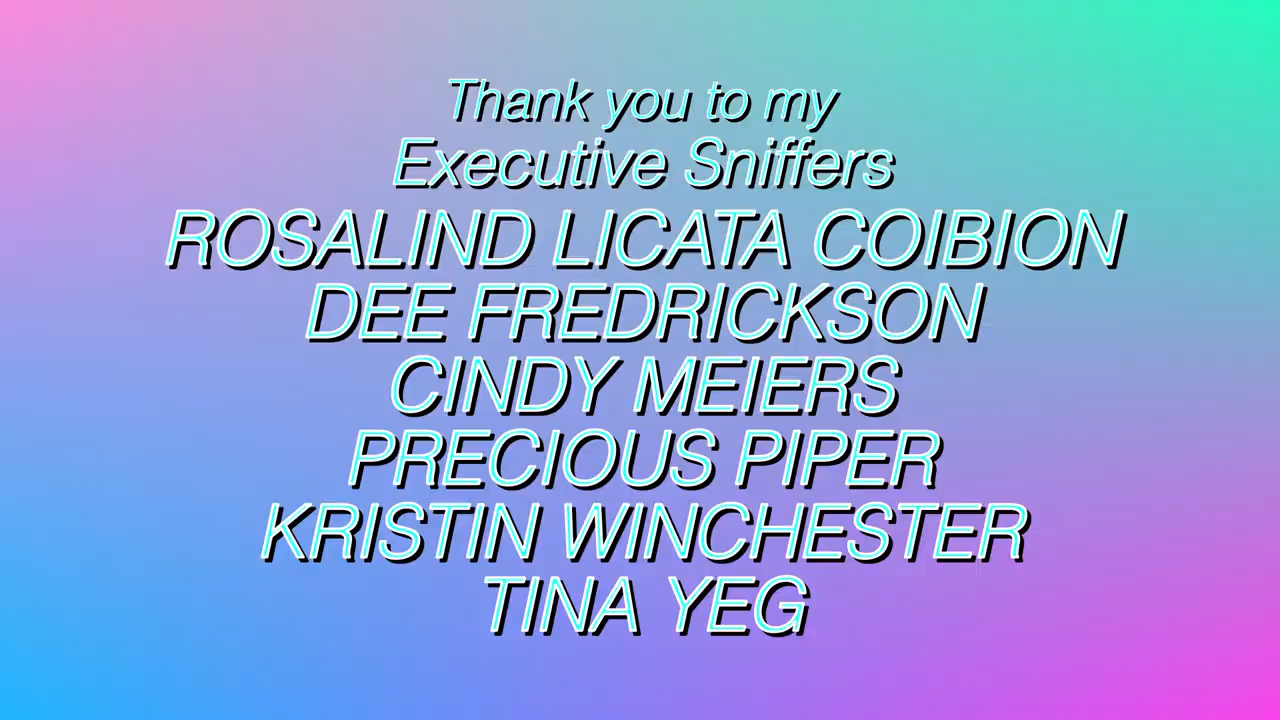 Thank you to my
Executive Sniffers
ROSALIND LICATA COIBION
DEE FREDRICKSON
CINDY MEIERS
PRECIOUS PIPER
KRISTIN WINCHESTER
TINA YEG